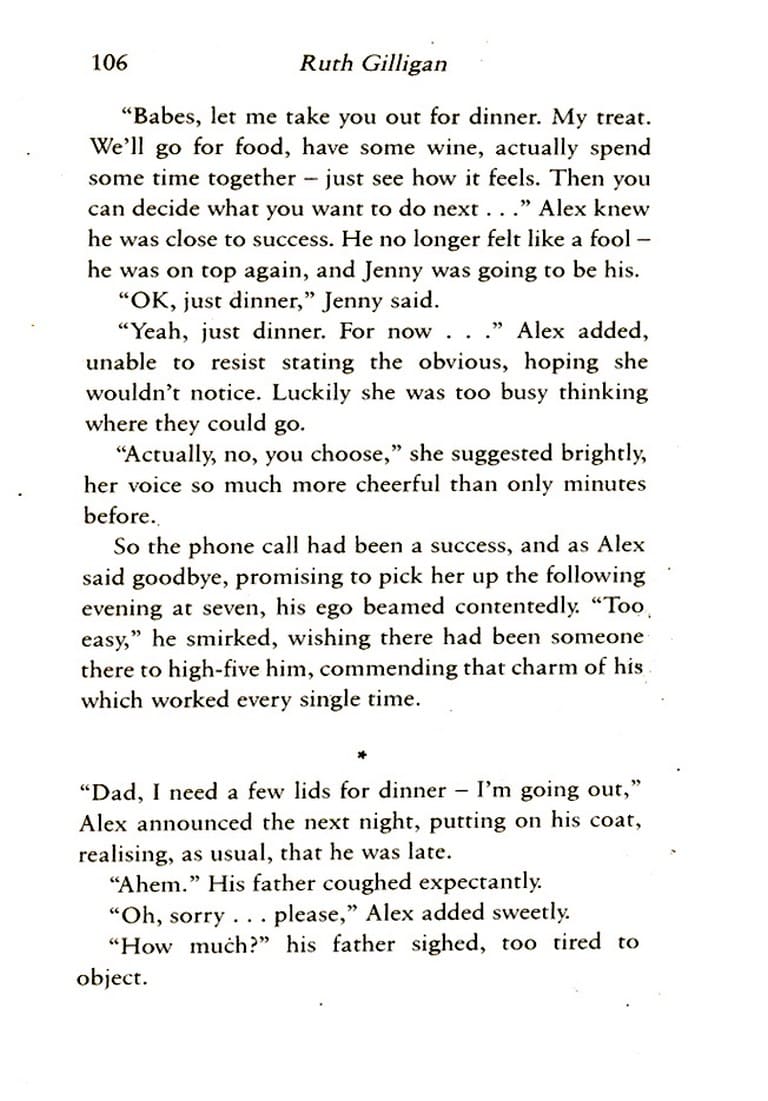 106 Ruth Gilligan
“Babes, let me take you out for dinner. My treat.
We’ll go for food, have some wine, actually spend
some time together – just see how it feels. Then you
can decide what you want to do next . . .” Alex knew
he was close to success. He no longer felt like a fool –
he was on top again, and Jenny was going to be his.
“OK, just dinner,” Jenny said.
“Yeah, just dinner. For now . . .” Alex added,
unable to resist stating the obvious, hoping she
wouldn’t notice. Luckily she was too busy thinking
where they could go.
“Actually, no, you choose,” she suggested brightly,
her voice so much more cheerful than only minutes
before.
So the phone call had been a success, and as Alex
said goodbye, promising to pick her up the following
evening at seven, his ego beamed contentedly. “Too
easy,” he smirked, wishing there had been someone
there to high-five him, commending that charm of his
which worked every single time.
*
“Dad, I need a few lids for dinner – I’m going out,”
Alex announced the next night, putting on his coat,
realising, as usual, that he was late.
“Ahem.” His father coughed expectantly.
“Oh, sorry . . . please,” Alex added sweetly.
“How much?” his father sighed, too tired to
object.